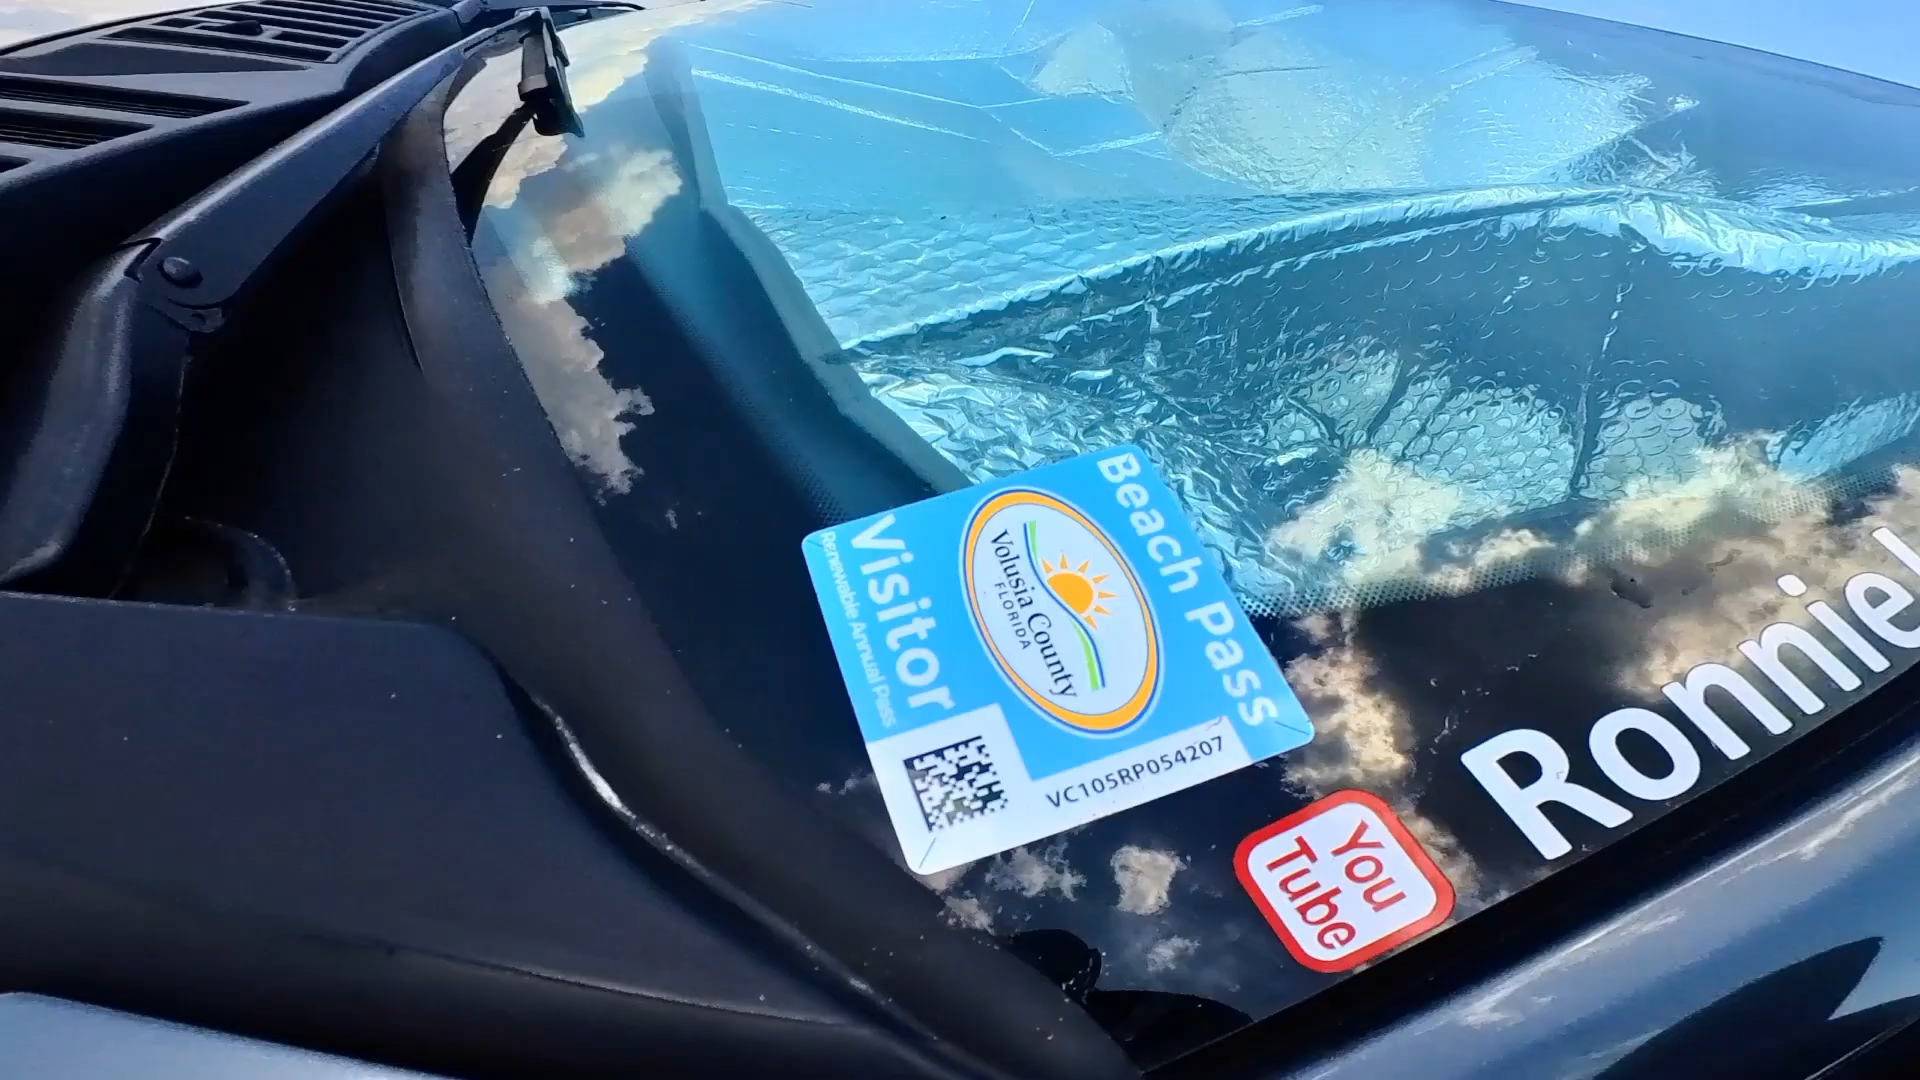 Beach Pass
Volusia County
FLORIDA
Visitor
Renewable Annual Pass
VC105RP054207
You
Tube
Ronnie